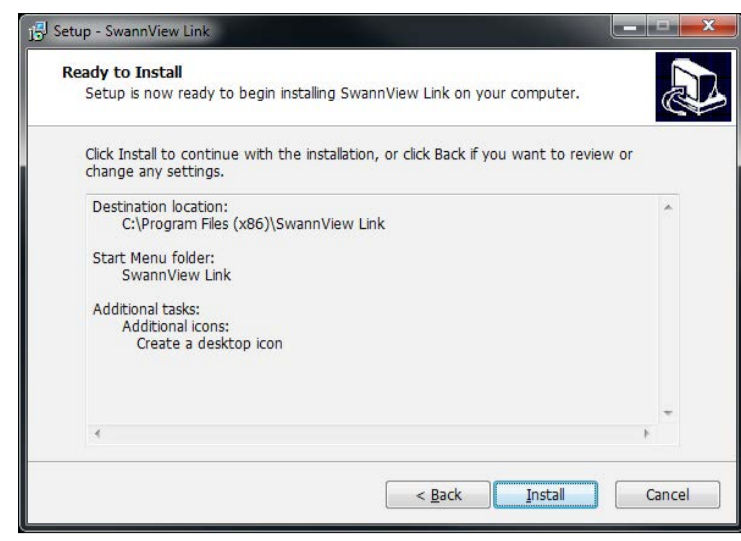 Setup - SwannView Link
Ready to Install
Setup is now ready to begin installing SwannView Link on your computer.
Click Install to continue with the installation, or click Back if you want to review or
change any settings.
Destination location:
C:\Program Files (x86)\SwannView Link
Start Menu folder:
SwannView Link
Additional tasks:
Additional icons:
Create a desktop icon
< Back
Install
Cancel